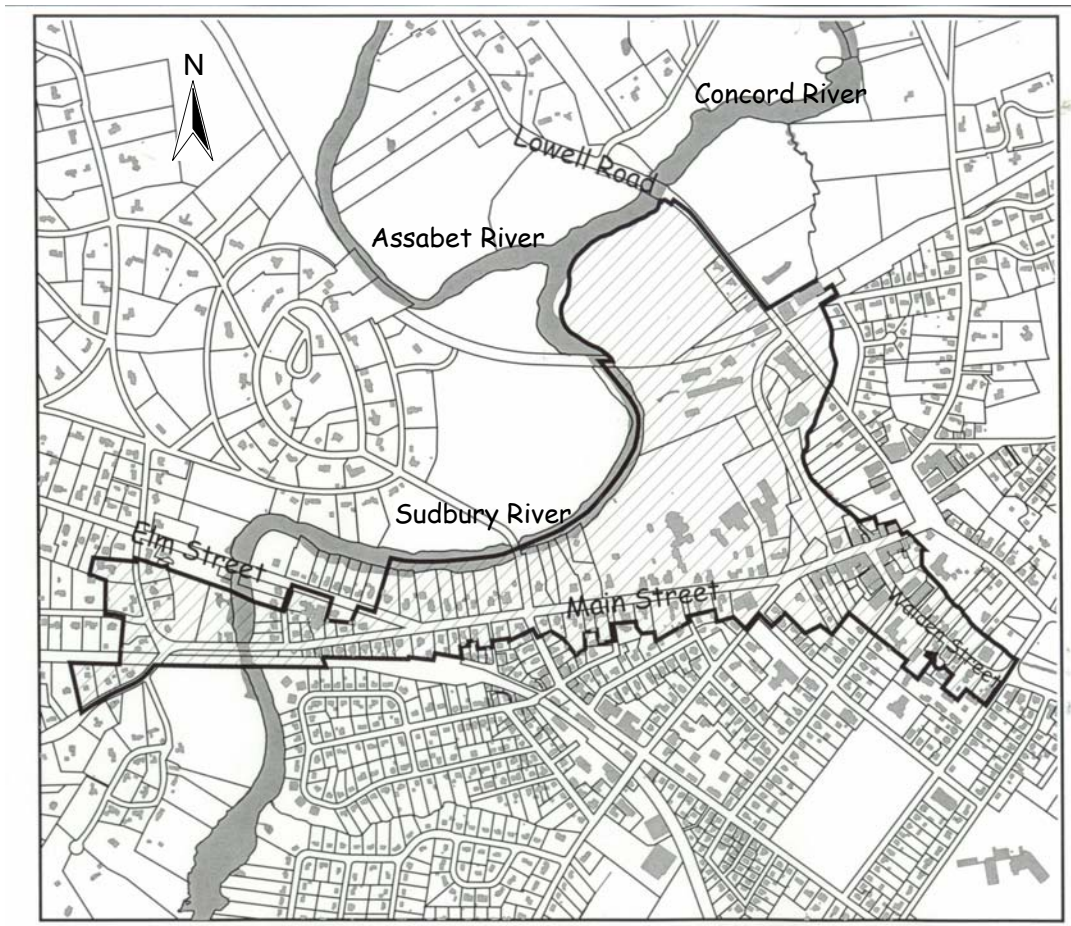 N
Concord River
Lowell Road
Assabet River
Sudbury River
Elm Street
Main Street
Walden Street